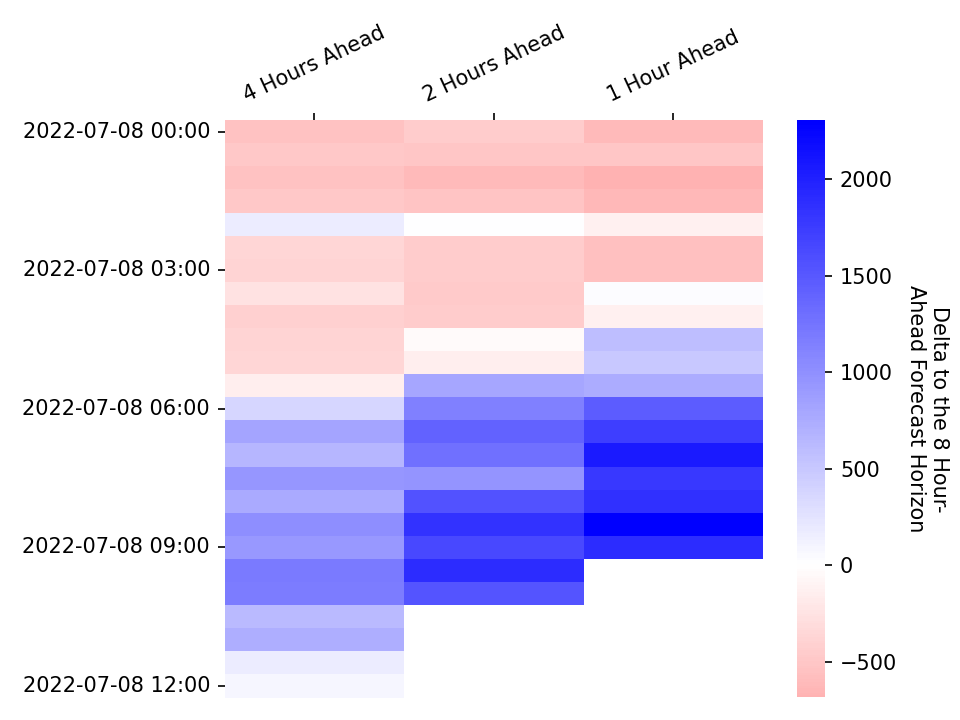 4 Hours Ahead
2 Hours Ahead
1 Hour Ahead
2022-07-08 00:00
2022-07-08 03:00
2022-07-08 06:00
2022-07-08 09:00
2022-07-08 12:00
2000
1500
1000
500
0
−500
Delta to the 8 Hour-
Ahead Forecast Horizon